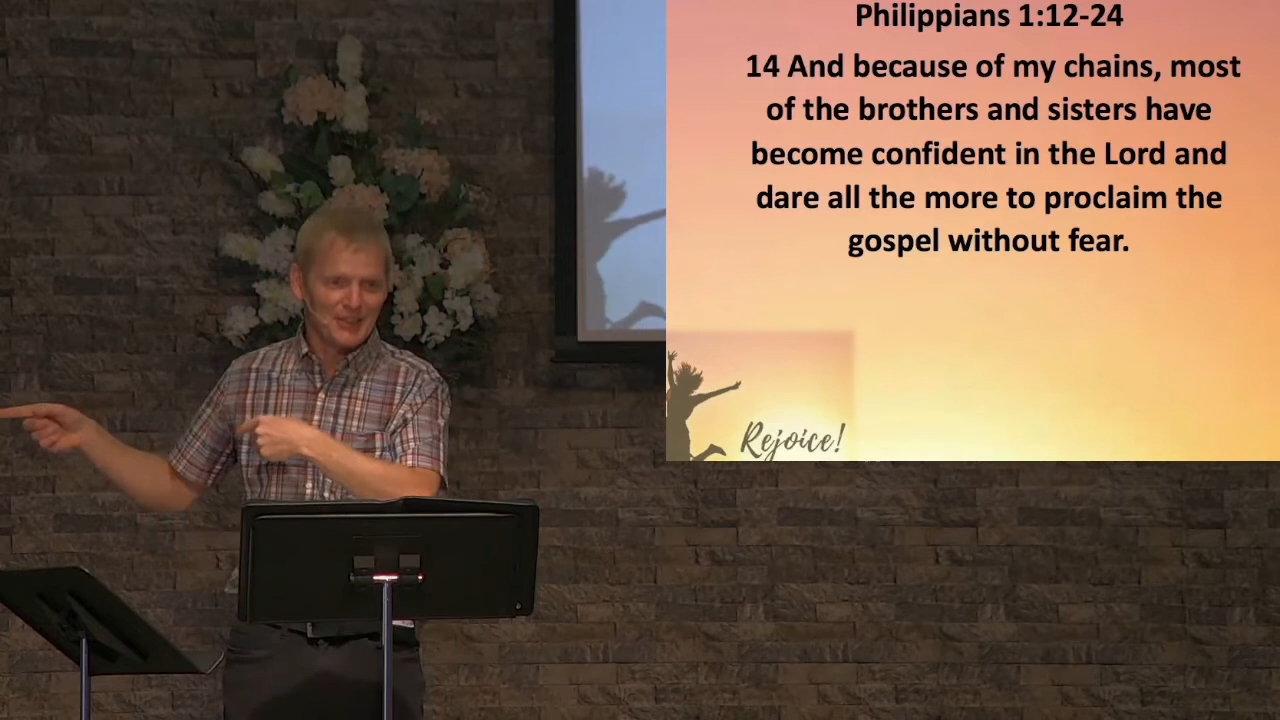 Philippians 1:12-24
14 And because of my chains, most
of the brothers and sisters have
become confident in the Lord and
dare all the more to proclaim the
gospel without fear.
Rejoice!